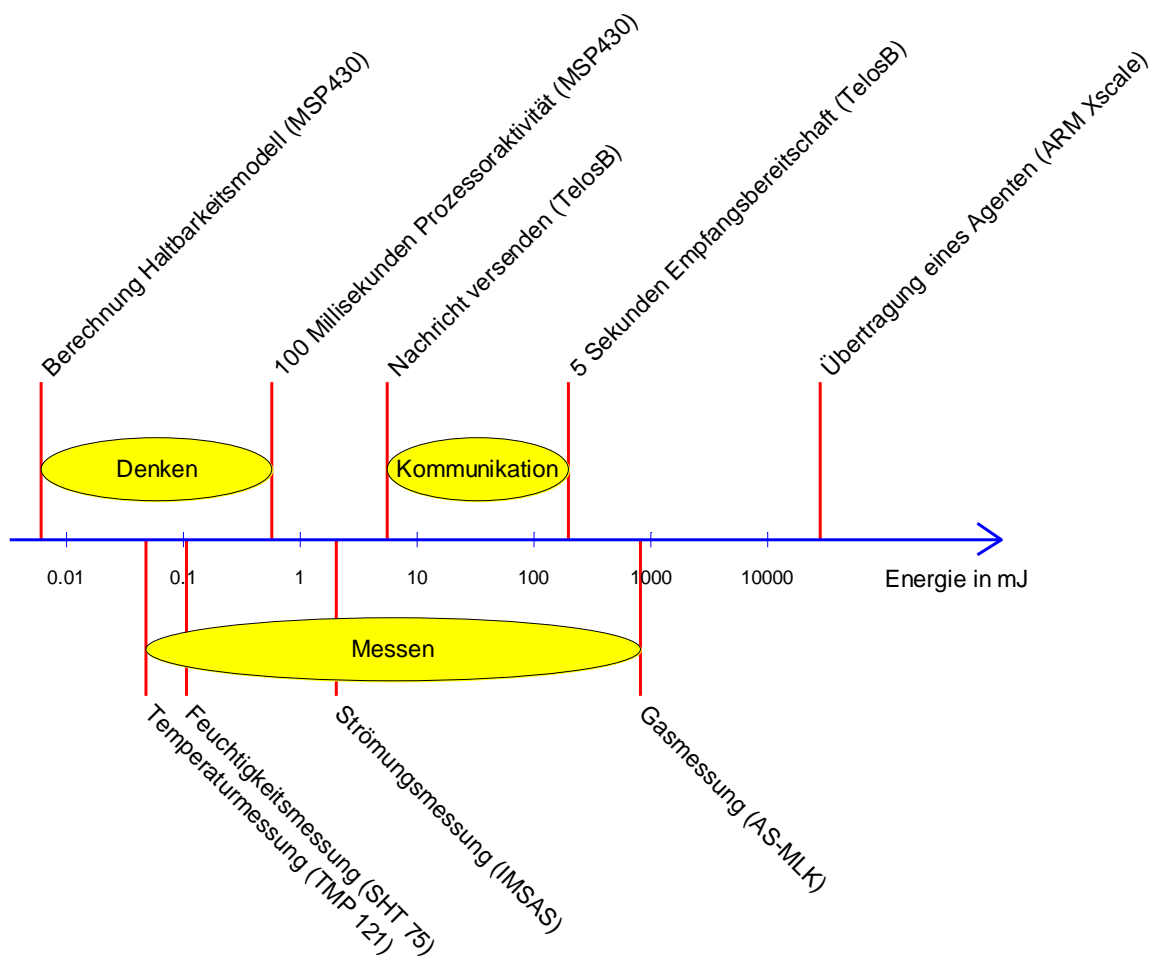 Berechnung Haltbarkeitsmodell (MSP430)
100 Millisekunden Prozessoraktivität (MSP430)
Nachricht versenden (TelosB)
5 Sekunden Empfangsbereitschaft (TelosB)
Übertragung eines Agenten (ARM Xscale)
Denken
Kommunikation
0.01
0.1
1
10
100
1000
10000
Energie in mJ
Messen
Temperaturmessung (TMP 121)
Feuchtigkeitsmessung (SHT 75)
Strömungsmessung (IMSAS)
Gasmessung (AS-MLK)